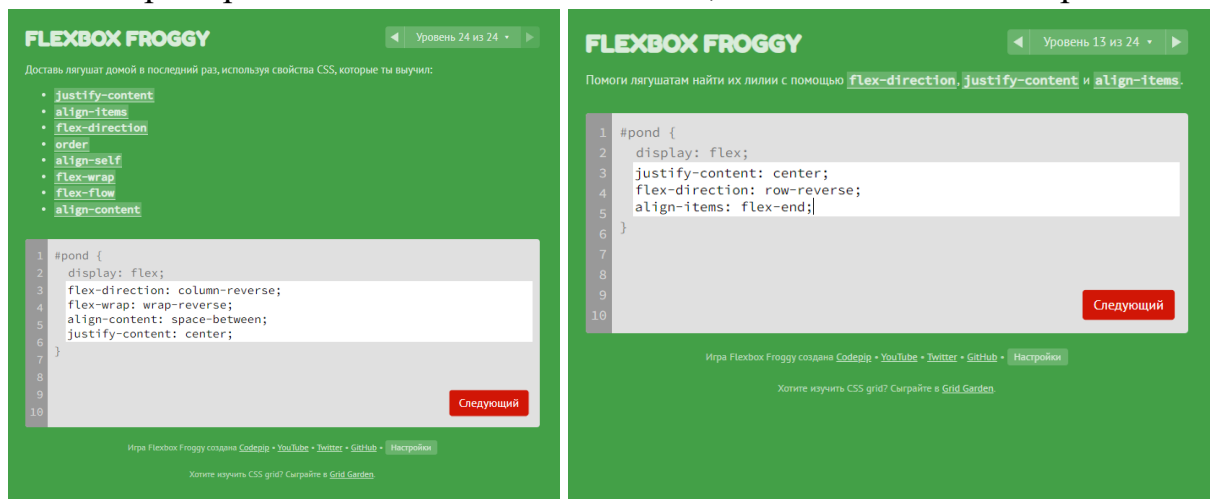 FLEXBOX FROGGY
◀ Уровень 24 из 24 ▾ ▶
Доставь лягушат домой в последний раз, используя свойства CSS, которые ты выучил:
• justify-content
• align-items
• flex-direction
• order
• align-self
• flex-wrap
• flex-flow
• align-content
1 #pond {
2 display: flex;
3 flex-direction: column-reverse;
4 flex-wrap: wrap-reverse;
5 align-content: space-between;
6 justify-content: center;
7 }
8
9
10
Следующий
Игра Flexbox Froggy создана Codepip • YouTube • Twitter • GitHub • Настройки
Хотите изучить CSS grid? Сыграйте в Grid Garden.
FLEXBOX FROGGY
◀ Уровень 13 из 24 ▾ ▶
Помоги лягушатам найти их лилии с помощью flex-direction, justify-content и align-items.
1 #pond {
2 display: flex;
3 justify-content: center;
4 flex-direction: row-reverse;
5 align-items: flex-end;
6 }
7
8
9
10
Следующий
Игра Flexbox Froggy создана Codepip • YouTube • Twitter • GitHub • Настройки
Хотите изучить CSS grid? Сыграйте в Grid Garden.